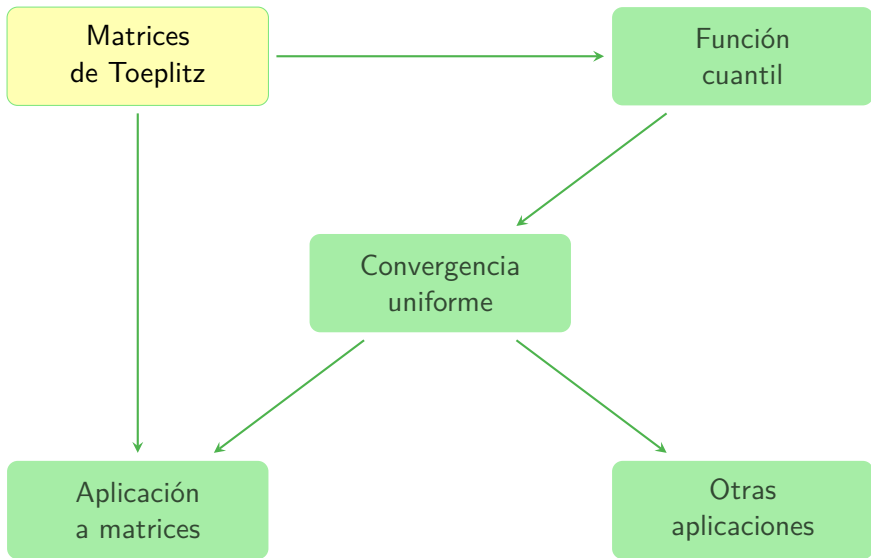 Matrices
de Toeplitz
Función
cuantil
Convergencia
uniforme
Aplicación
a matrices
Otras
aplicaciones